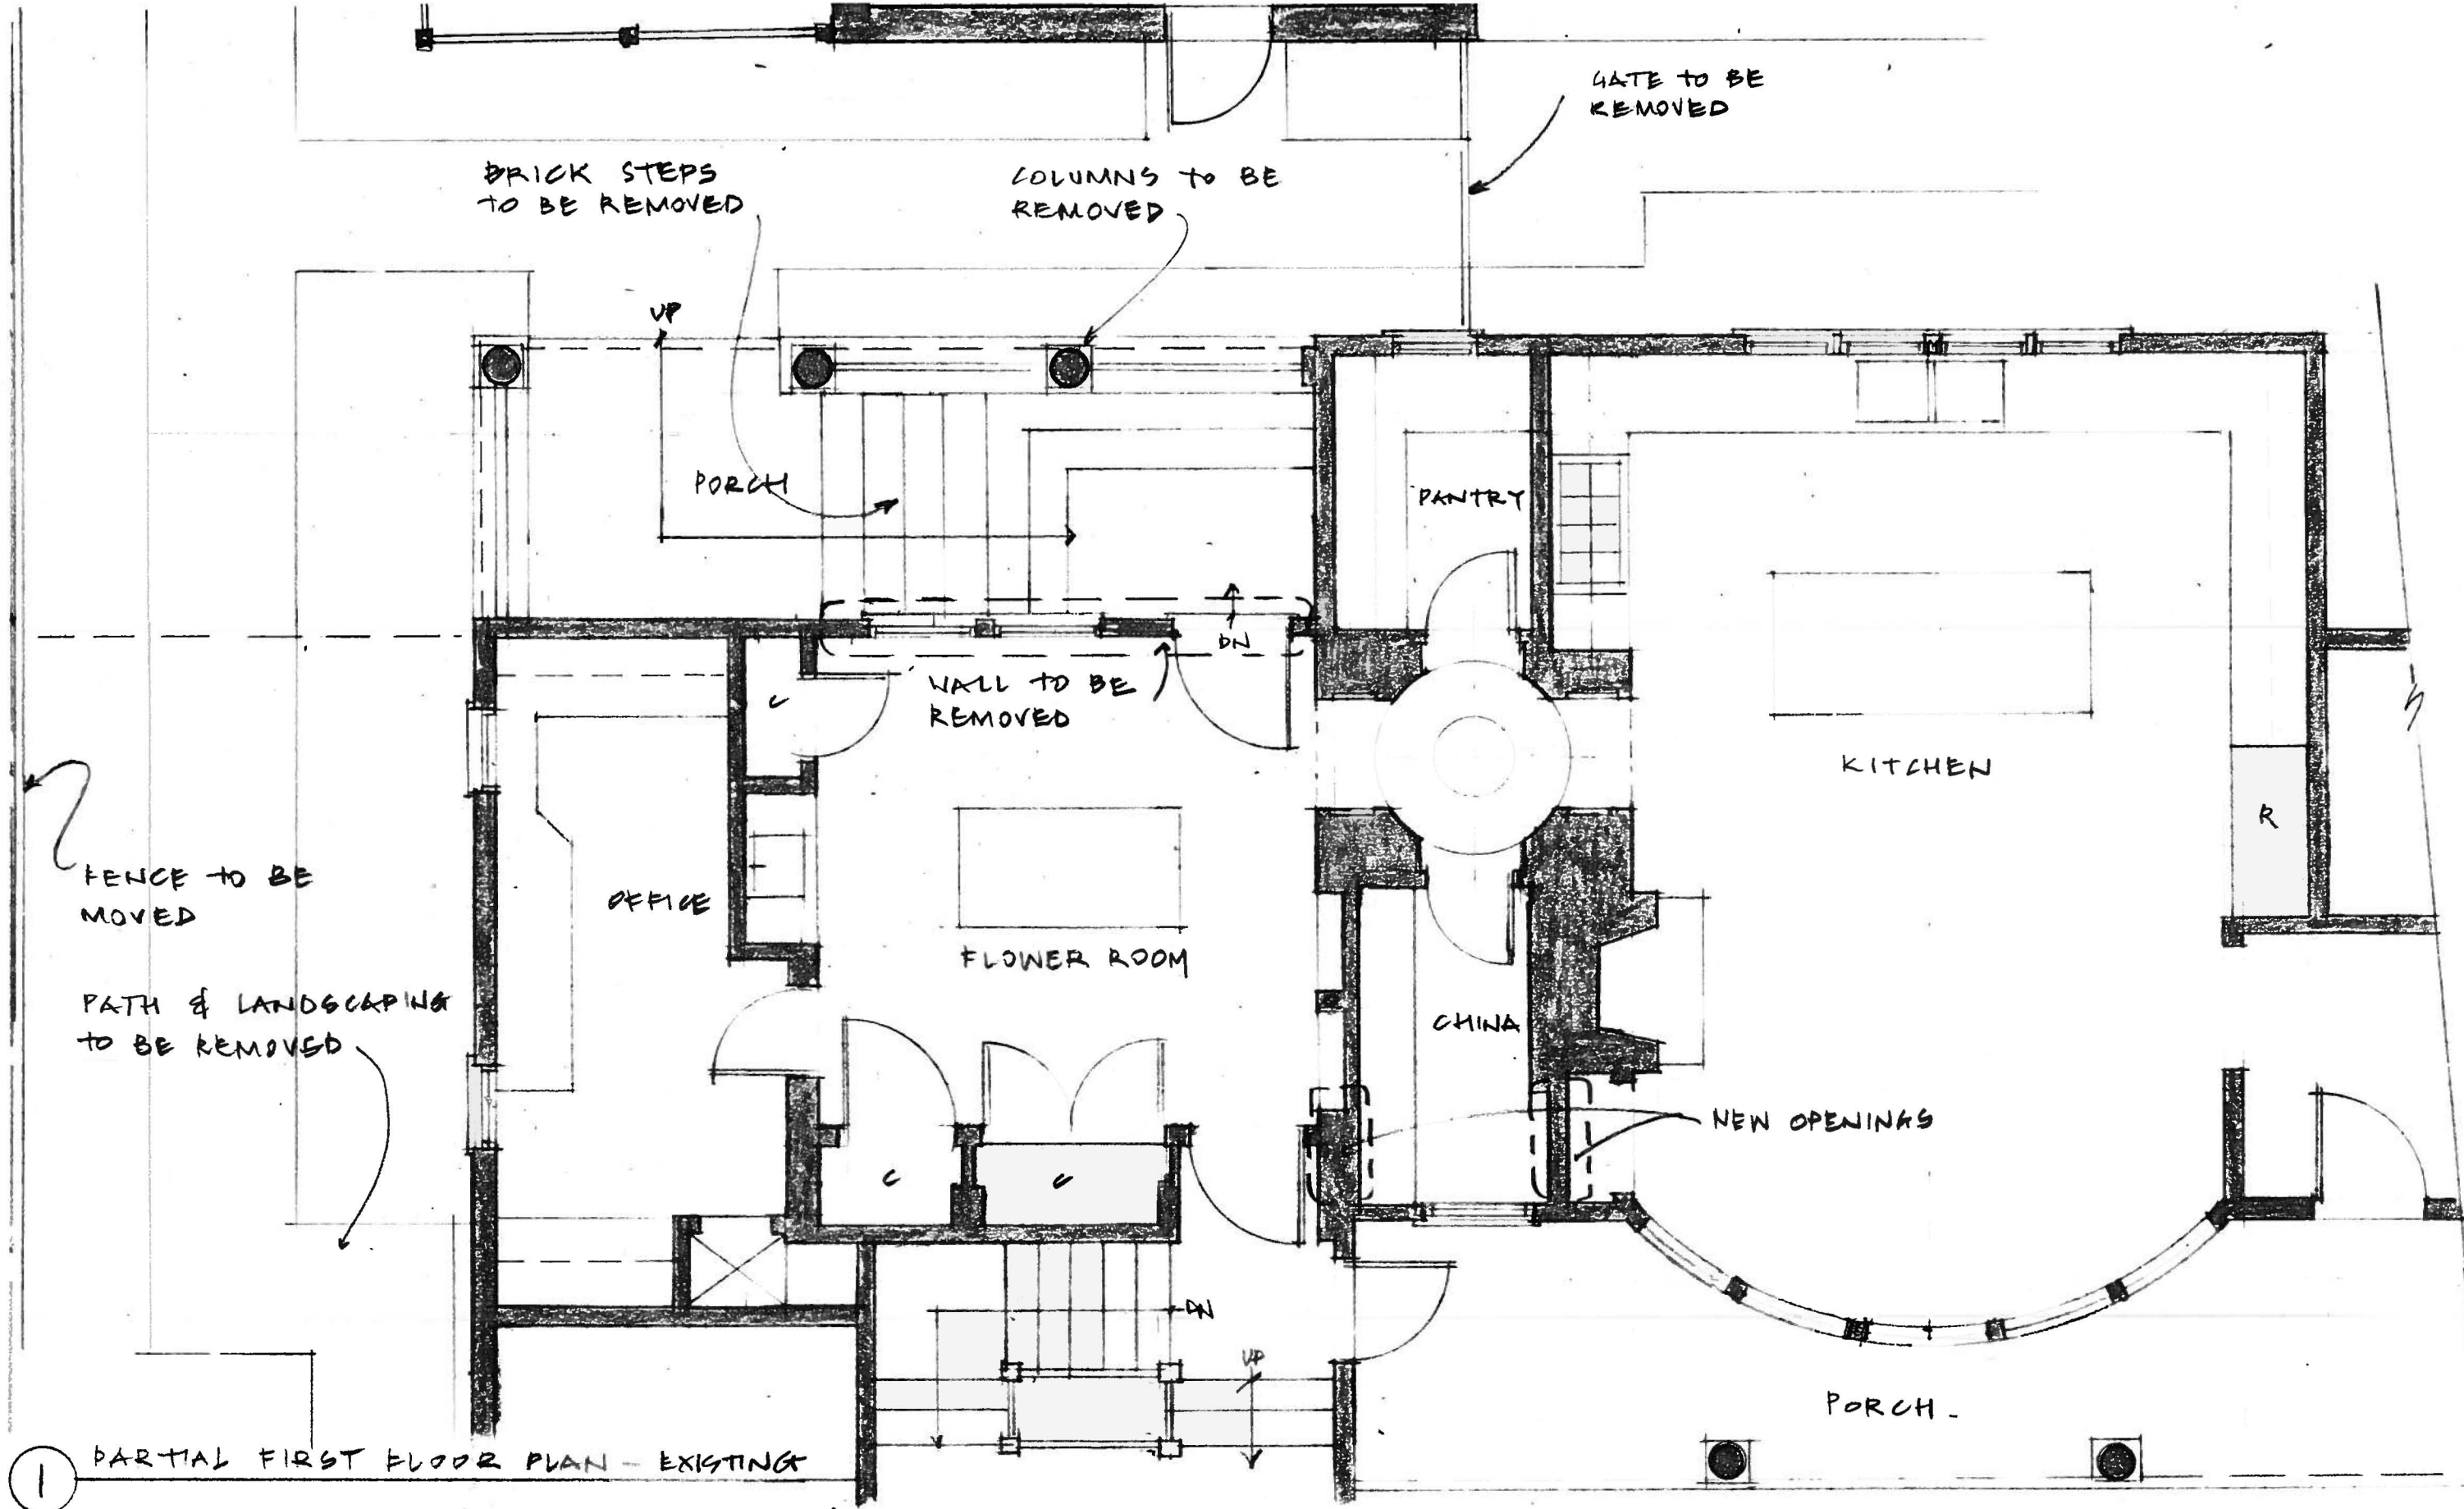 GATE TO BE
REMOVED
BRICK STEPS
TO BE REMOVED
COLUMNS TO BE
REMOVED
UP
PORCH
PANTRY
DN
WALL TO BE
REMOVED
C
KITCHEN
R
FENCE TO BE
MOVED
OFFICE
FLOWER ROOM
PATH & LANDSCAPING
TO BE REMOVED
CHINA
NEW OPENINGS
C
C
DN
UP
PORCH
1
PARTIAL FIRST FLOOR PLAN - EXISTING